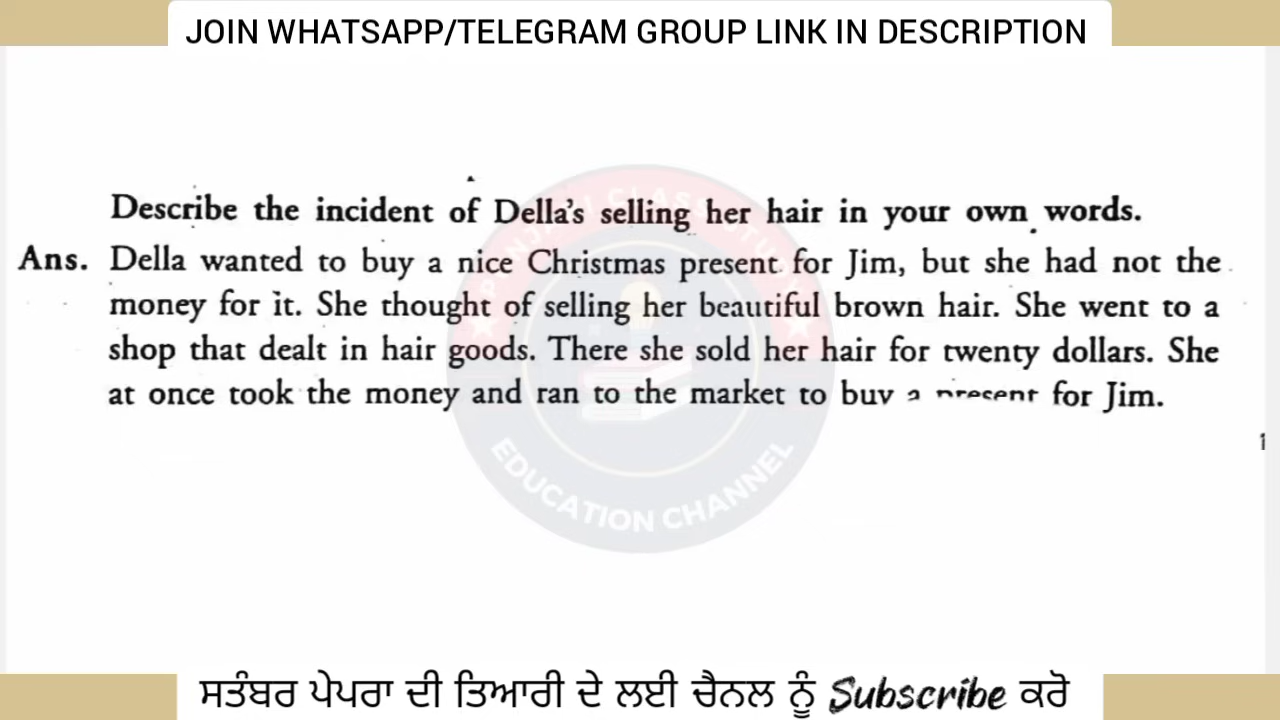 JOIN WHATSAPP/TELEGRAM GROUP LINK IN DESCRIPTION
Describe the incident of Della's selling her hair in your own words.
Ans. Della wanted to buy a nice Christmas present for Jim, but she had not the
money for it. She thought of selling her beautiful brown hair. She went to a
shop that dealt in hair goods. There she sold her hair for twenty dollars. She
at once took the money and ran to the market to buy a present for Jim.
EDUCATION CHANNEL
ਸਤੰਬਰ ਪੇਪਰਾ ਦੀ ਤਿਆਰੀ ਦੇ ਲਈ ਚੈਨਲ ਨੂੰ Subscribe ਕਰੋ